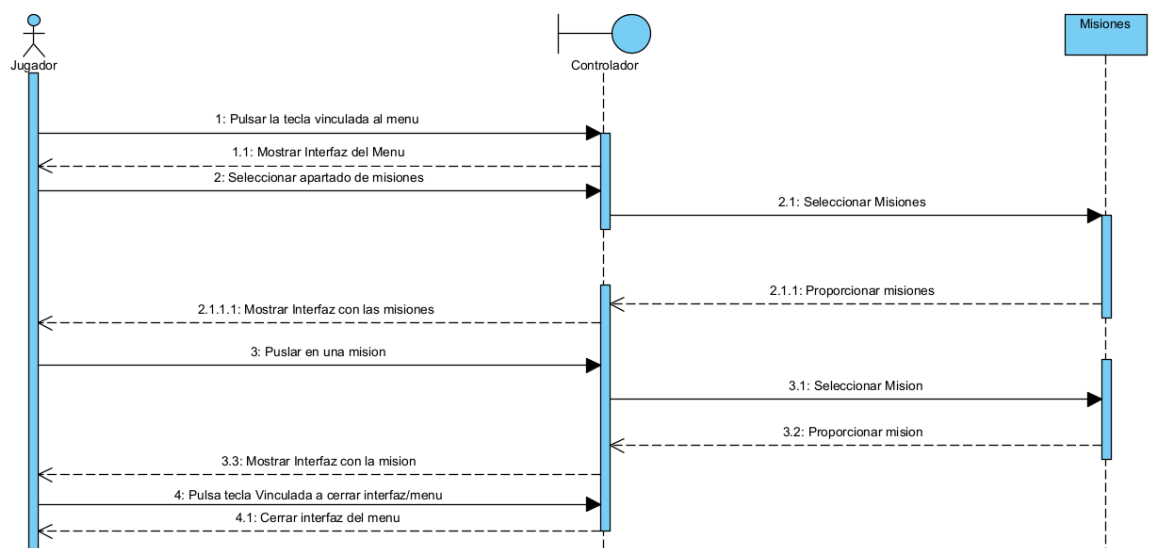 Misiones
Jugador
Controlador
1: Pulsar la tecla vinculada al menu
1.1: Mostrar Interfaz del Menu
2: Seleccionar apartado de misiones
2.1: Seleccionar Misiones
2.1.1: Proporcionar misiones
2.1.1.1: Mostrar Interfaz con las misiones
3: Puslar en una mision
3.1: Seleccionar Mision
3.2: Proporcionar mision
3.3: Mostrar Interfaz con la mision
4: Pulsa tecla Vinculada a cerrar interfaz/menu
4.1: Cerrar interfaz del menu